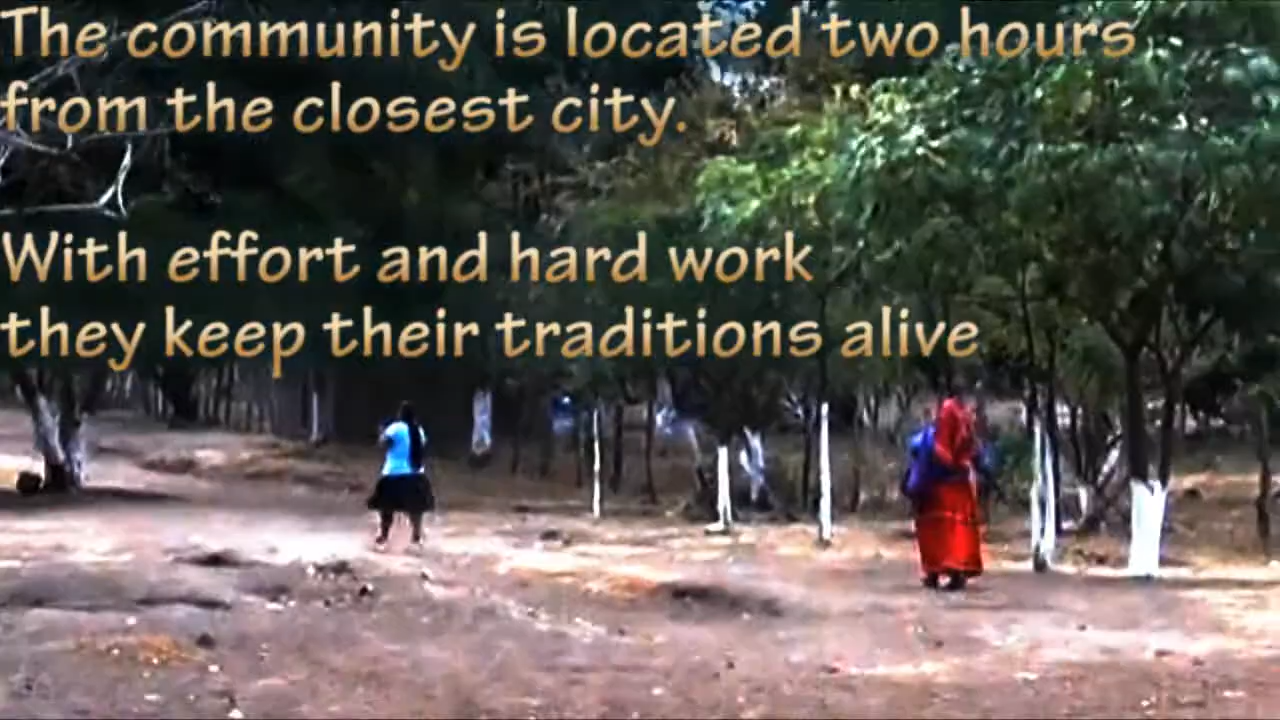 The community is located two hours
from the closest city.
With effort and hard work
they keep their traditions alive